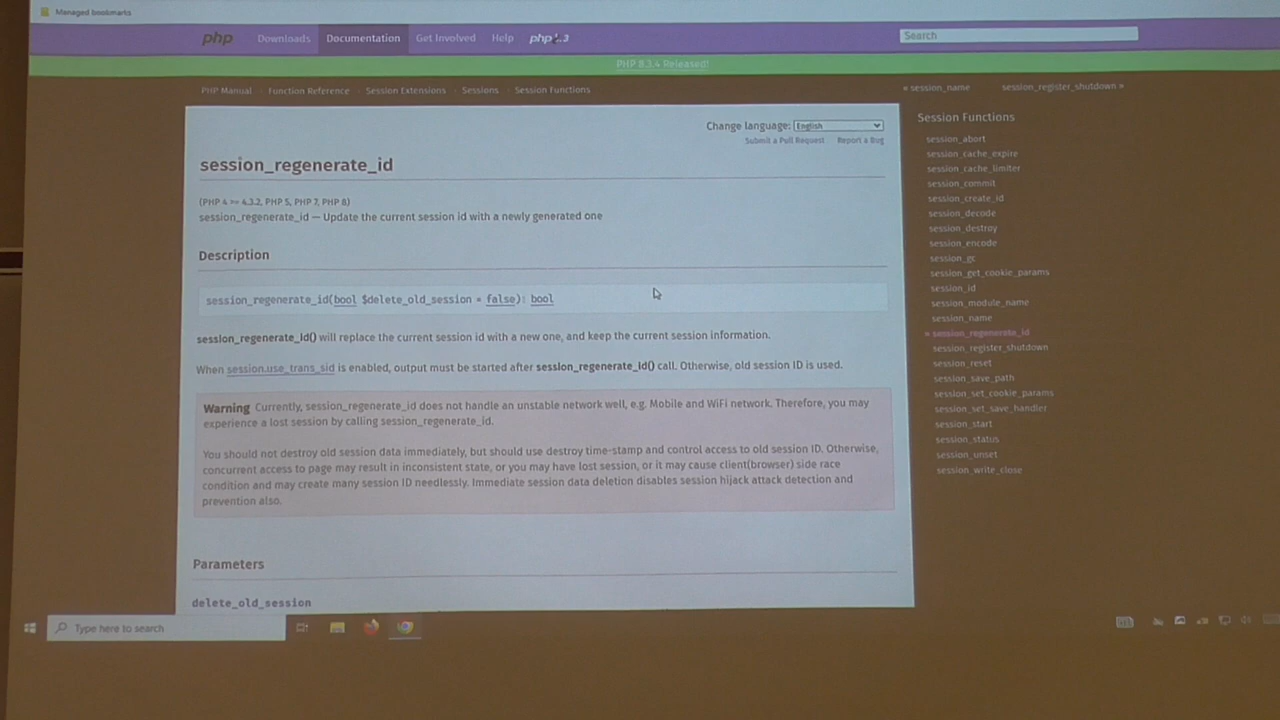 Managed bookmarks
php Downloads Documentation Get Involved Help Search
PHP 8.3.4 Released!
PHP Manual Function Reference Session Extensions Sessions Session Functions
« session_name session_register_shutdown »
Change language: English
Submit a Pull Request Report a Bug
session_regenerate_id
(PHP 4 >= 4.3.2, PHP 5, PHP 7, PHP 8)
session_regenerate_id — Update the current session id with a newly generated one
Description
session_regenerate_id(bool $delete_old_session = false): bool
session_regenerate_id() will replace the current session id with a new one, and keep the current session information.
When session.use_trans_sid is enabled, output must be started after session_regenerate_id() call. Otherwise, old session ID is used.
Warning Currently, session_regenerate_id does not handle an unstable network well, e.g. Mobile and WiFi network. Therefore, you may
experience a lost session by calling session_regenerate_id.
You should not destroy old session data immediately, but should use destroy time-stamp and control access to old session ID. Otherwise,
concurrent access to page may result in inconsistent state, or you may have lost session, or it may cause client(browser) side race
condition and may create many session ID needlessly. Immediate session data deletion disables session hijack attack detection and
prevention also.
Parameters
delete_old_session
Session Functions
session_abort
session_cache_expire
session_cache_limiter
session_commit
session_create_id
session_decode
session_destroy
session_encode
session_gc
session_get_cookie_params
session_id
session_module_name
session_name
» session_regenerate_id
session_register_shutdown
session_reset
session_save_path
session_set_cookie_params
session_set_save_handler
session_start
session_status
session_unset
session_write_close
Type here to search